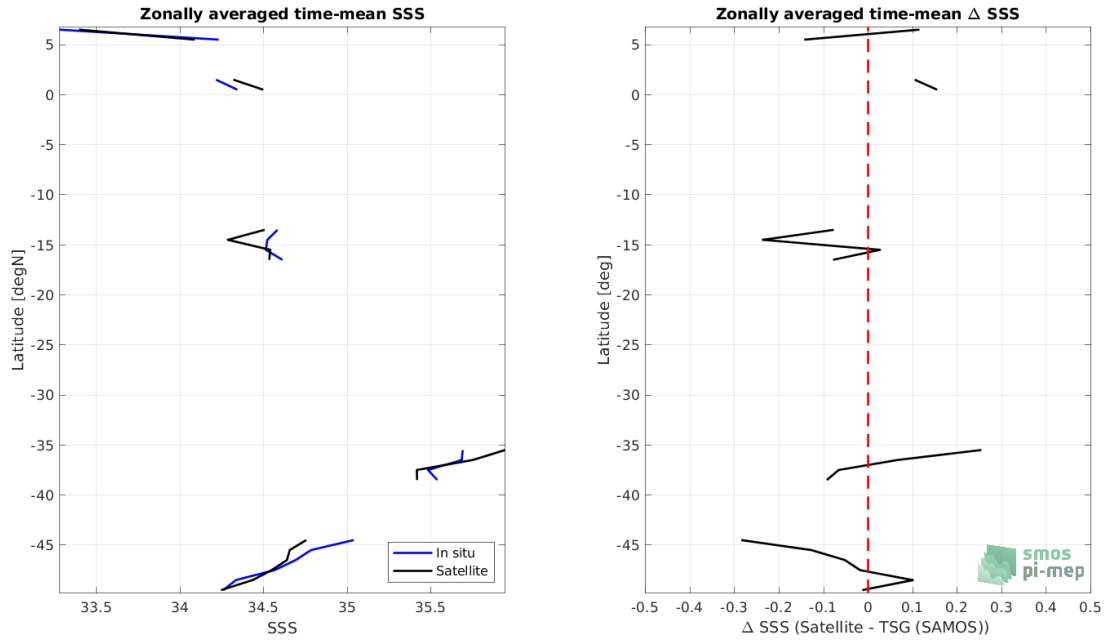 Zonally averaged time-mean SSS
5
0
-5
-10
-15
-20
-25
-30
-35
-40
-45
Latitude [degN]
33.5 34 34.5 35 35.5
SSS
In situ
Satellite
Zonally averaged time-mean Δ SSS
5
0
-5
-10
-15
-20
-25
-30
-35
-40
-45
Latitude [deg]
-0.5 -0.4 -0.3 -0.2 -0.1 0 0.1 0.2 0.3 0.4 0.5
Δ SSS (Satellite - TSG (SAMOS))
smos
pi-mep